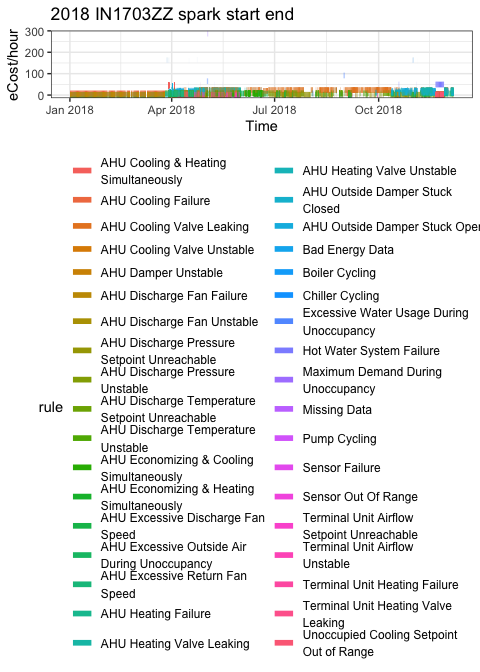 2018 IN1703ZZ spark start end
eCost/hour
300
200
100
0
Jan 2018
Apr 2018
Jul 2018
Oct 2018
Time
rule
AHU Cooling & Heating
Simultaneously
AHU Cooling Failure
AHU Cooling Valve Leaking
AHU Cooling Valve Unstable
AHU Damper Unstable
AHU Discharge Fan Failure
AHU Discharge Fan Unstable
AHU Discharge Pressure
Setpoint Unreachable
AHU Discharge Pressure
Unstable
AHU Discharge Temperature
Setpoint Unreachable
AHU Discharge Temperature
Unstable
AHU Economizing & Cooling
Simultaneously
AHU Economizing & Heating
Simultaneously
AHU Excessive Discharge Fan
Speed
AHU Excessive Outside Air
During Unoccupancy
AHU Excessive Return Fan
Speed
AHU Heating Failure
AHU Heating Valve Leaking
AHU Heating Valve Unstable
AHU Outside Damper Stuck
Closed
AHU Outside Damper Stuck Open
Bad Energy Data
Boiler Cycling
Chiller Cycling
Excessive Water Usage During
Unoccupancy
Hot Water System Failure
Maximum Demand During
Unoccupancy
Missing Data
Pump Cycling
Sensor Failure
Sensor Out Of Range
Terminal Unit Airflow
Setpoint Unreachable
Terminal Unit Airflow
Unstable
Terminal Unit Heating Failure
Terminal Unit Heating Valve
Leaking
Unoccupied Cooling Setpoint
Out of Range